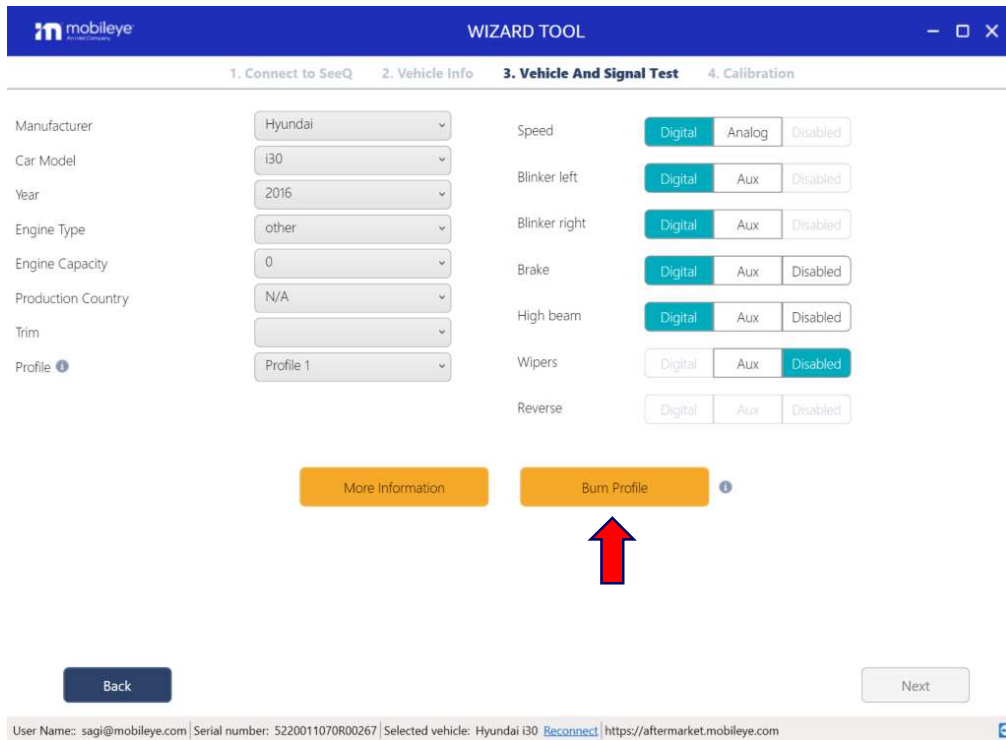 mobileye
WIZARD TOOL
1. Connect to SeeQ 2. Vehicle Info 3. Vehicle And Signal Test 4. Calibration
Manufacturer Hyundai
Car Model i30
Year 2016
Engine Type other
Engine Capacity 0
Production Country N/A
Trim
Profile Profile 1
Speed Digital Analog Disabled
Blinker left Digital Aux Disabled
Blinker right Digital Aux Disabled
Brake Digital Aux Disabled
High beam Digital Aux Disabled
Wipers Digital Aux Disabled
Reverse Digital Aux Disabled
More Information Burn Profile
Back Next
User Name:: sagi@mobileye.com Serial number: 5220011070R00267 Selected vehicle: Hyundai i30 Reconnect https://aftermarket.mobileye.com